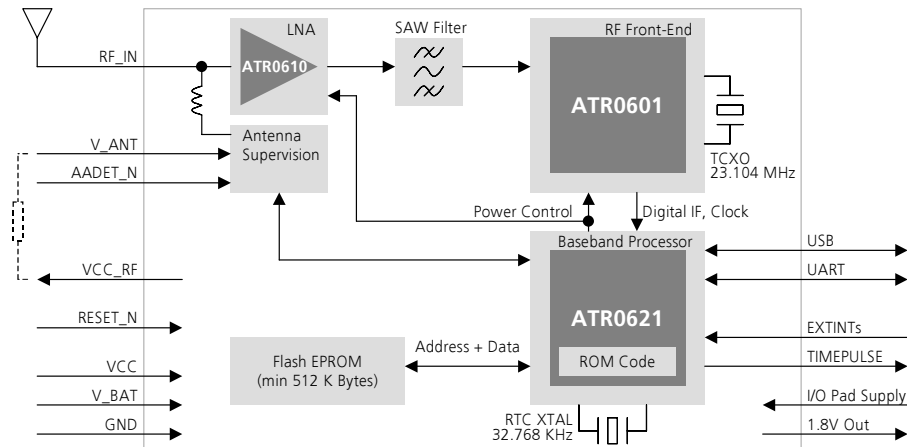 LNA
SAW Filter
RF Front-End
RF_IN
ATR0610
ATR0601
Antenna
Supervision
V_ANT
AADET_N
TCXO
23.104 MHz
Power Control
Digital IF, Clock
Baseband Processor
USB
VCC_RF
UART
ATR0621
RESET_N
EXTINTs
Flash EPROM
(min 512 K Bytes)
Address + Data
ROM Code
TIMEPULSE
VCC
V_BAT
I/O Pad Supply
RTC XTAL
32.768 KHz
GND
1.8V Out